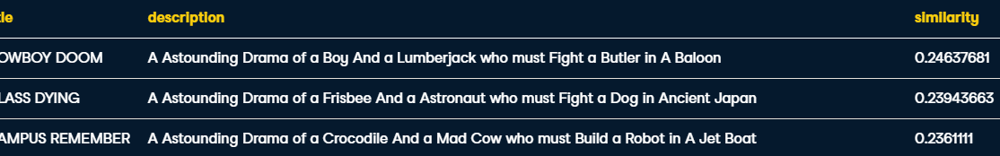 tle description similarity
OWBOY DOOM A Astounding Drama of a Boy And a Lumberjack who must Fight a Butler in A Baloon 0.24637681
LASS DYING A Astounding Drama of a Frisbee And a Astronaut who must Fight a Dog in Ancient Japan 0.23943663
AMPUS REMEMBER A Astounding Drama of a Crocodile And a Mad Cow who must Build a Robot in A Jet Boat 0.2361111